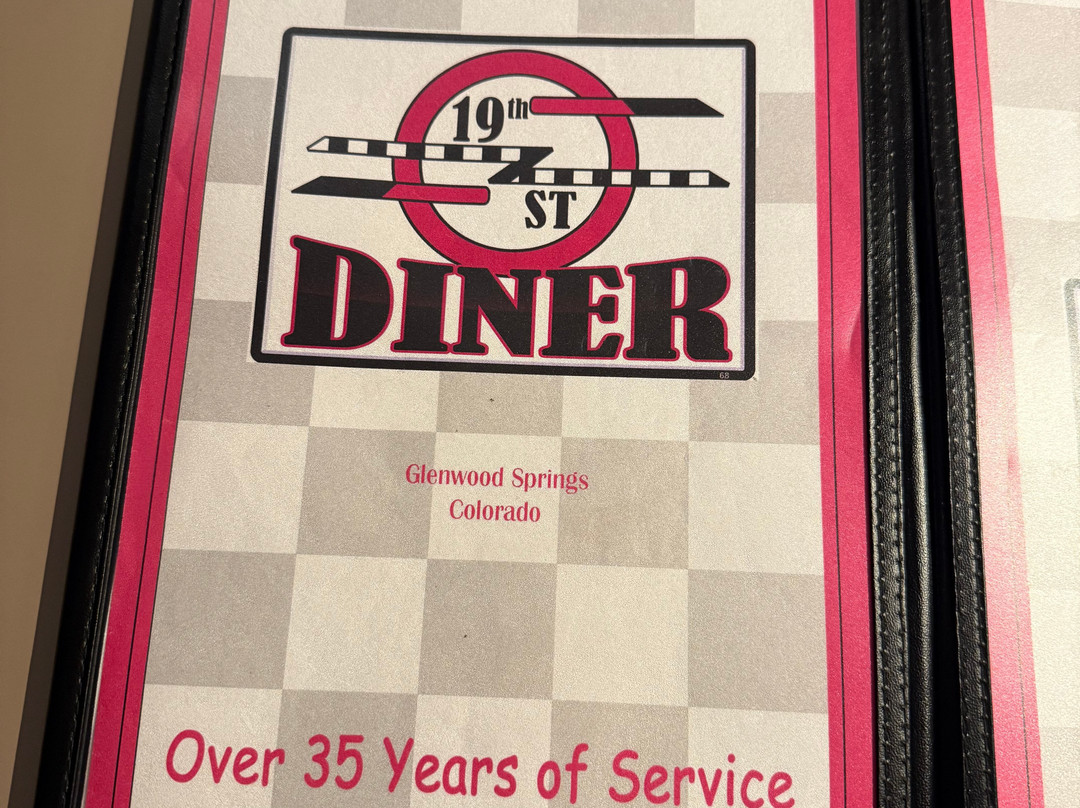 19th
ST
DINER
68
Glenwood Springs
Colorado
Over 35 Years of Service